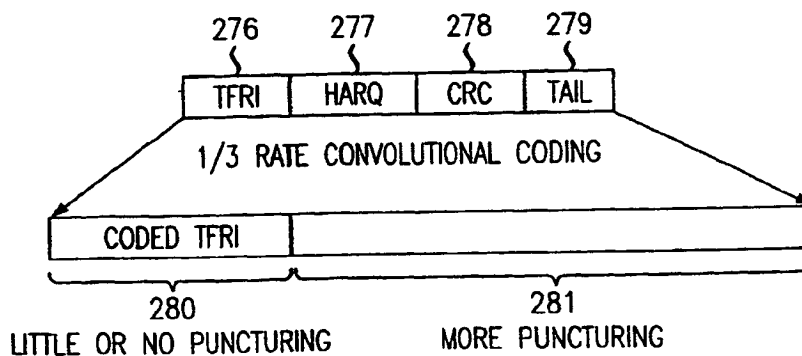 276 277 278 279
TFRI HARQ CRC TAIL
1/3 RATE CONVOLUTIONAL CODING
CODED TFRI
280 281
LITTLE OR NO PUNCTURING MORE PUNCTURING